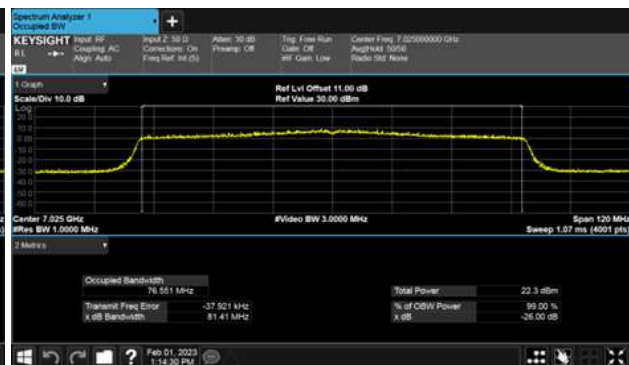 Spectrum Analyzer 1
Occupied BW
+
KEYSIGHT Input: RF Input Z: 50 Ω Atten: 30 dB Trig: Free Run Center Freq: 7.025000000 GHz
R L Coupling: AC Corrections: On Preamp: Off Gate: Off Avg|Hold: 50/50
Align: Auto Freq Ref: Int (S) #IF Gain: Low Radio Std: None
1 Graph
Scale/Div 10.0 dB Ref Lvl Offset 11.00 dB
Ref Value 30.00 dBm
Log
20.0
10.0
0.00
-10.0
-20.0
-30.0
-40.0
-50.0
-60.0
Center 7.025 GHz #Video BW 3.0000 MHz Span 120 MHz
#Res BW 1.0000 MHz Sweep 1.07 ms (4001 pts)
2 Metrics
Occupied Bandwidth
76.551 MHz Total Power 22.3 dBm
Transmit Freq Error -37.921 kHz % of OBW Power 99.00 %
x dB Bandwidth 81.41 MHz x dB -26.00 dB
? Feb 01, 2023
1:14:30 PM